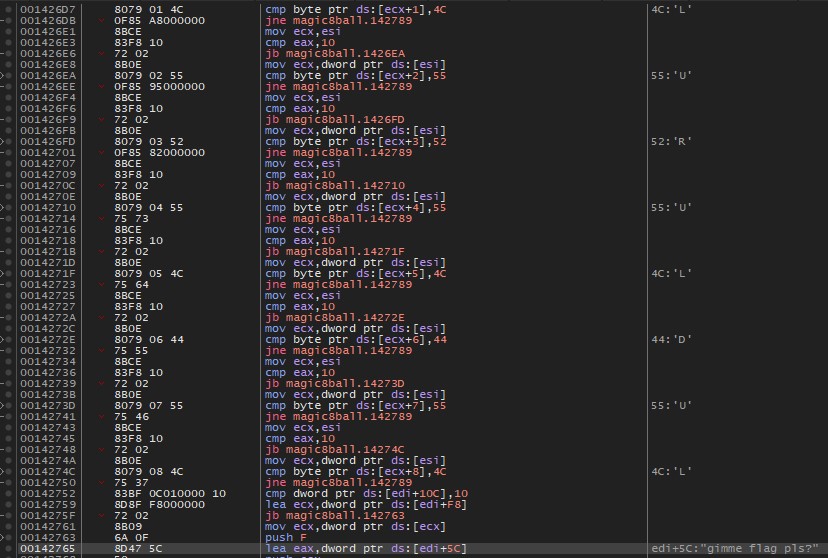 001426D7 8079 01 4C cmp byte ptr ds:[ecx+1],4C 4C:'L'
001426DB 0F85 A8000000 jne magic8ball.142789
001426E1 8BCE mov ecx,esi
001426E3 83F8 10 cmp eax,10
001426E6 72 02 jb magic8ball.1426EA
001426E8 8B0E mov ecx,dword ptr ds:[esi]
001426EA 8079 02 55 cmp byte ptr ds:[ecx+2],55 55:'U'
001426EE 0F85 95000000 jne magic8ball.142789
001426F4 8BCE mov ecx,esi
001426F6 83F8 10 cmp eax,10
001426F9 72 02 jb magic8ball.1426FD
001426FB 8B0E mov ecx,dword ptr ds:[esi]
001426FD 8079 03 52 cmp byte ptr ds:[ecx+3],52 52:'R'
00142701 0F85 82000000 jne magic8ball.142789
00142707 8BCE mov ecx,esi
00142709 83F8 10 cmp eax,10
0014270C 72 02 jb magic8ball.142710
0014270E 8B0E mov ecx,dword ptr ds:[esi]
00142710 8079 04 55 cmp byte ptr ds:[ecx+4],55 55:'U'
00142714 75 73 jne magic8ball.142789
00142716 8BCE mov ecx,esi
00142718 83F8 10 cmp eax,10
0014271B 72 02 jb magic8ball.14271F
0014271D 8B0E mov ecx,dword ptr ds:[esi]
0014271F 8079 05 4C cmp byte ptr ds:[ecx+5],4C 4C:'L'
00142723 75 64 jne magic8ball.142789
00142725 8BCE mov ecx,esi
00142727 83F8 10 cmp eax,10
0014272A 72 02 jb magic8ball.14272E
0014272C 8B0E mov ecx,dword ptr ds:[esi]
0014272E 8079 06 44 cmp byte ptr ds:[ecx+6],44 44:'D'
00142732 75 55 jne magic8ball.142789
00142734 8BCE mov ecx,esi
00142736 83F8 10 cmp eax,10
00142739 72 02 jb magic8ball.14273D
0014273B 8B0E mov ecx,dword ptr ds:[esi]
0014273D 8079 07 55 cmp byte ptr ds:[ecx+7],55 55:'U'
00142741 75 46 jne magic8ball.142789
00142743 8BCE mov ecx,esi
00142745 83F8 10 cmp eax,10
00142748 72 02 jb magic8ball.14274C
0014274A 8B0E mov ecx,dword ptr ds:[esi]
0014274C 8079 08 4C cmp byte ptr ds:[ecx+8],4C 4C:'L'
00142750 75 37 jne magic8ball.142789
00142752 83BF 0C010000 10 cmp dword ptr ds:[edi+10C],10
00142759 8D8F F8000000 lea ecx,dword ptr ds:[edi+F8]
0014275F 72 02 jb magic8ball.142763
00142761 8B09 mov ecx,dword ptr ds:[ecx]
00142763 6A 0F push F
00142765 8D47 5C lea eax,dword ptr ds:[edi+5C] edi+5C:"gimme flag pls?"